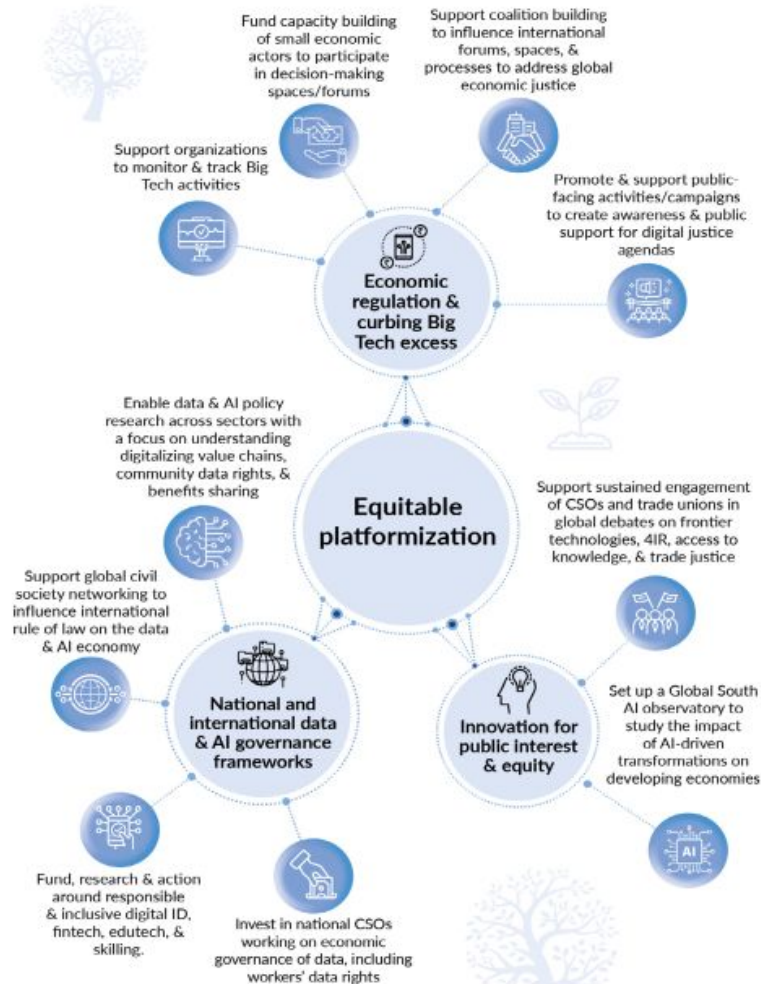 Fund capacity building
of small economic
actors to participate
in decision-making
spaces/forums
Support coalition building
to influence international
forums, spaces, &
processes to address global
economic justice
Support organizations
to monitor & track Big
Tech activities
Promote & support public-
facing activities/campaigns
to create awareness & public
support for digital justice
agendas
Economic
regulation &
curbing Big
Tech excess
Enable data & AI policy
research across sectors with
a focus on understanding
digitalizing value chains,
community data rights, &
benefits sharing
Equitable
platformization
Support sustained engagement
of CSOs and trade unions in
global debates on frontier
technologies, 4IR, access to
knowledge, & trade justice
Support global civil
society networking to
influence international
rule of law on the data
& AI economy
National and
international data
& AI governance
frameworks
Innovation for
public interest
& equity
Set up a Global South
AI observatory to
study the impact
of AI-driven
transformations on
developing economies
AI
Fund, research & action
around responsible
& inclusive digital ID,
fintech, edutech, &
skilling.
Invest in national CSOs
working on economic
governance of data, including
workers' data rights